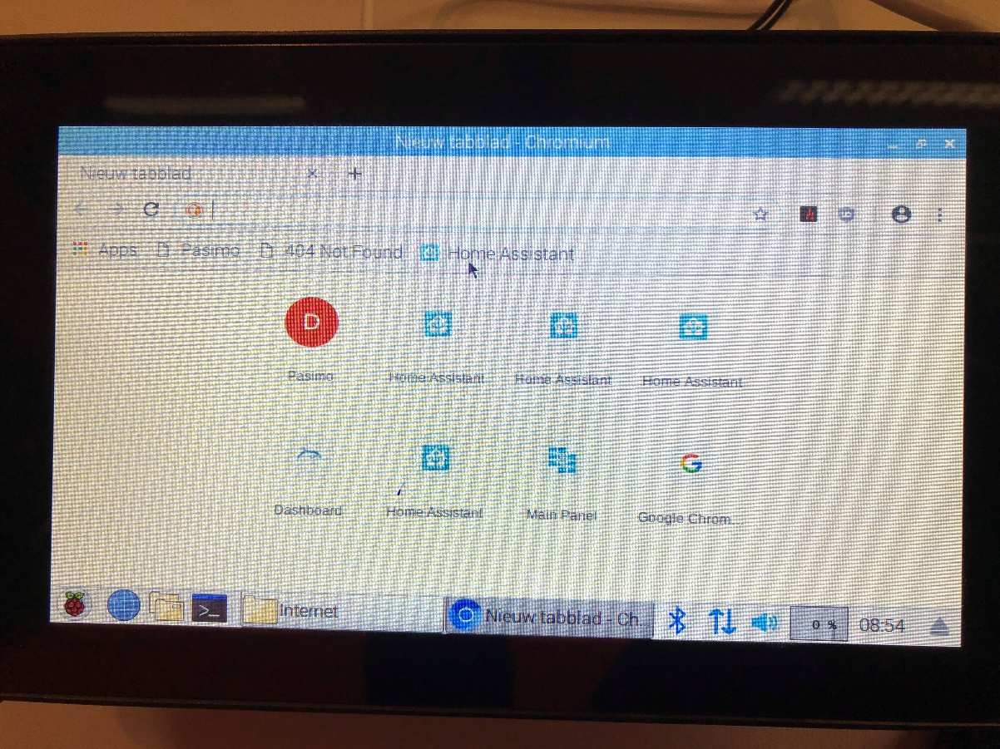 Nieuw tabblad - Chromium
Nieuw tabblad
Apps Pasimo 404 Not Found Home Assistant
D
Pasimo Home Assistant Home Assistant Home Assistant
G
Dashboard Home Assistant Main Panel Google Chrom...
>_ Internet Nieuw tabblad - Ch... 0 % 08:54